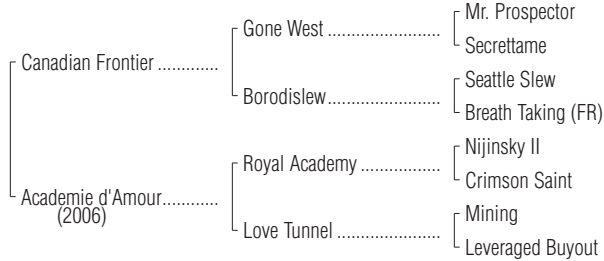 Mr. Prospector
Gone West ........................
Secrettame
Canadian Frontier .............
Seattle Slew
Borodislew........................
Breath Taking (FR)
Nijinsky II
Royal Academy .................
Crimson Saint
Academie d'Amour............
(2006)
Mining
Love Tunnel ......................
Leveraged Buyout